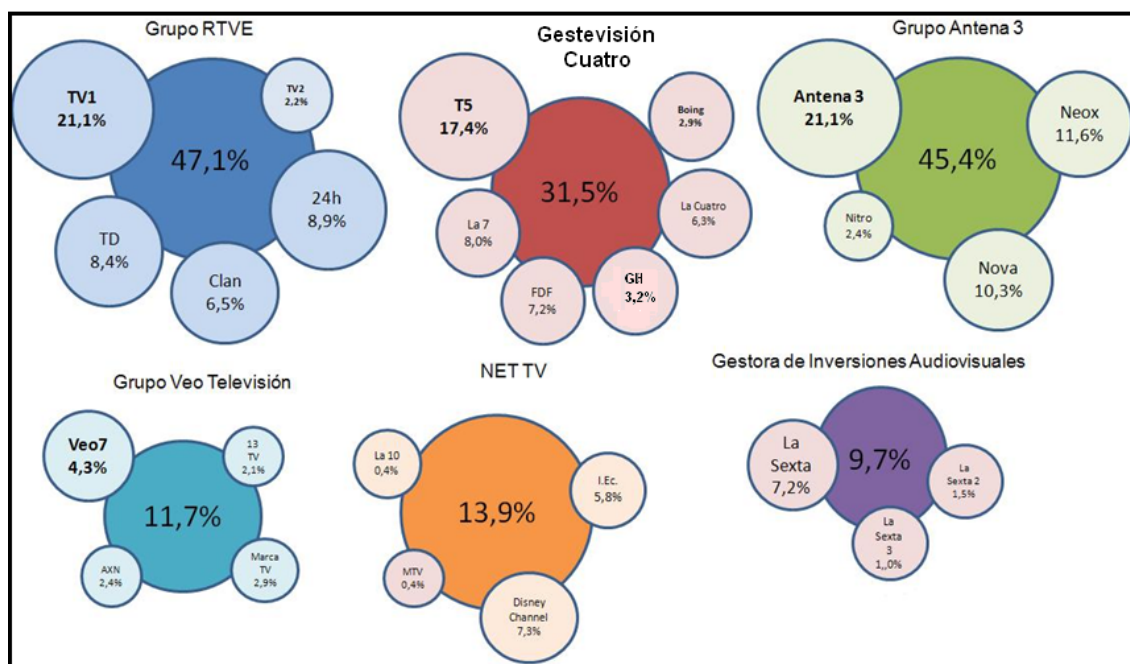 Grupo RTVE
TV1
21,1%
TV2
2,2%
47,1%
24h
8,9%
TD
8,4%
Clan
6,5%
Gestevisión
Cuatro
T5
17,4%
Boing
2,9%
31,5%
La Cuatro
6,3%
La 7
8,0%
FDF
7,2%
GH
3,2%
Grupo Antena 3
Antena 3
21,1%
Neox
11,6%
45,4%
Nitro
2,4%
Nova
10,3%
Grupo Veo Televisión
Veo7
4,3%
13
TV
2,1%
11,7%
AXN
2,4%
Marca
TV
2,9%
NET TV
La 10
0,4%
I.Ec.
5,8%
13,9%
MTV
0,4%
Disney
Channel
7,3%
Gestora de Inversiones Audiovisuales
La
Sexta
7,2%
9,7%
La
Sexta 2
1,5%
La
Sexta
3
1,,0%